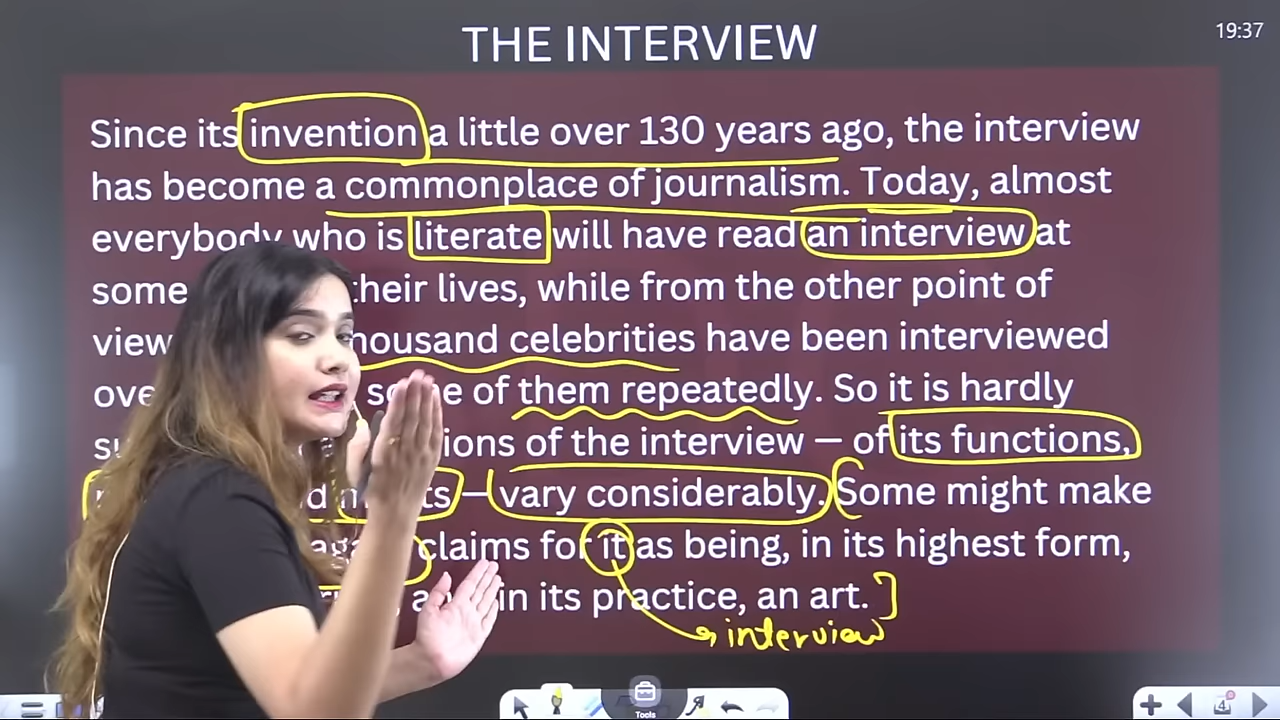 THE INTERVIEW
19:37
Since its invention a little over 130 years ago, the interview
has become a commonplace of journalism. Today, almost
everybody who is literate will have read an interview at
some their lives, while from the other point of
view housand celebrities have been interviewed
ove some of them repeatedly. So it is hardly
su ions of the interview – of its functions,
– vary considerably. Some might make
claims for it as being, in its highest form,
in its practice, an art.
interview
Tools